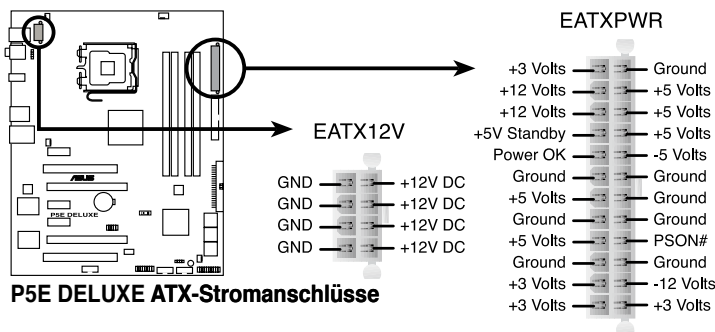 EATXPWR
+3 Volts Ground
+12 Volts +5 Volts
+12 Volts +5 Volts
+5V Standby +5 Volts
Power OK -5 Volts
Ground Ground
+5 Volts Ground
Ground Ground
+5 Volts PSON#
Ground Ground
+3 Volts -12 Volts
+3 Volts +3 Volts
EATX12V
GND +12V DC
GND +12V DC
GND +12V DC
GND +12V DC
ASUS
P5E DELUXE
P5E DELUXE ATX-Stromanschlüsse